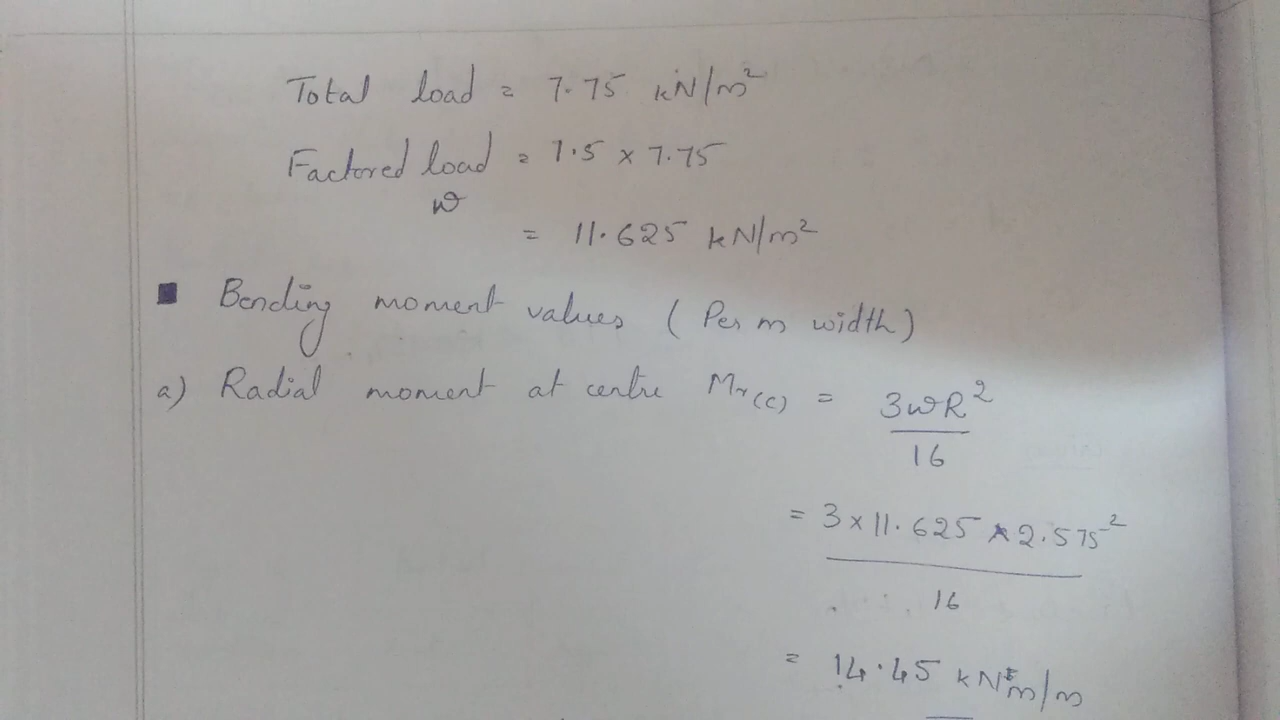 Total load = 7.75 kN/m²
Factored load = 1.5 x 7.75
w
= 11.625 kN/m²
Bending moment values (Per m width)
a) Radial moment at centre Mr(c) = 3wR²
16
= 3 x 11.625 x 2.575²
16
= 14.45 kNm/m